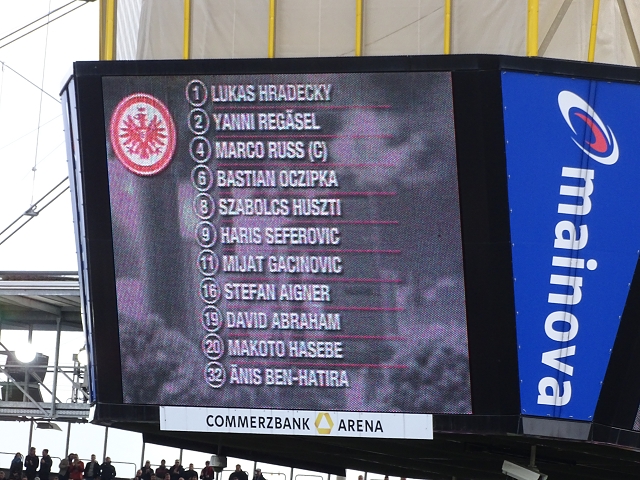 1 LUKAS HRADECKY
2 YANNI REGÄSEL
4 MARCO RUSS (C)
6 BASTIAN OCZIPKA
8 SZABOLCS HUSZTI
9 HARIS SEFEROVIC
11 MIJAT GACINOVIC
16 STEFAN AIGNER
19 DAVID ABRAHAM
20 MAKOTO HASEBE
32 ÄNIS BEN-HATIRA
COMMERZBANK ARENA
mainova